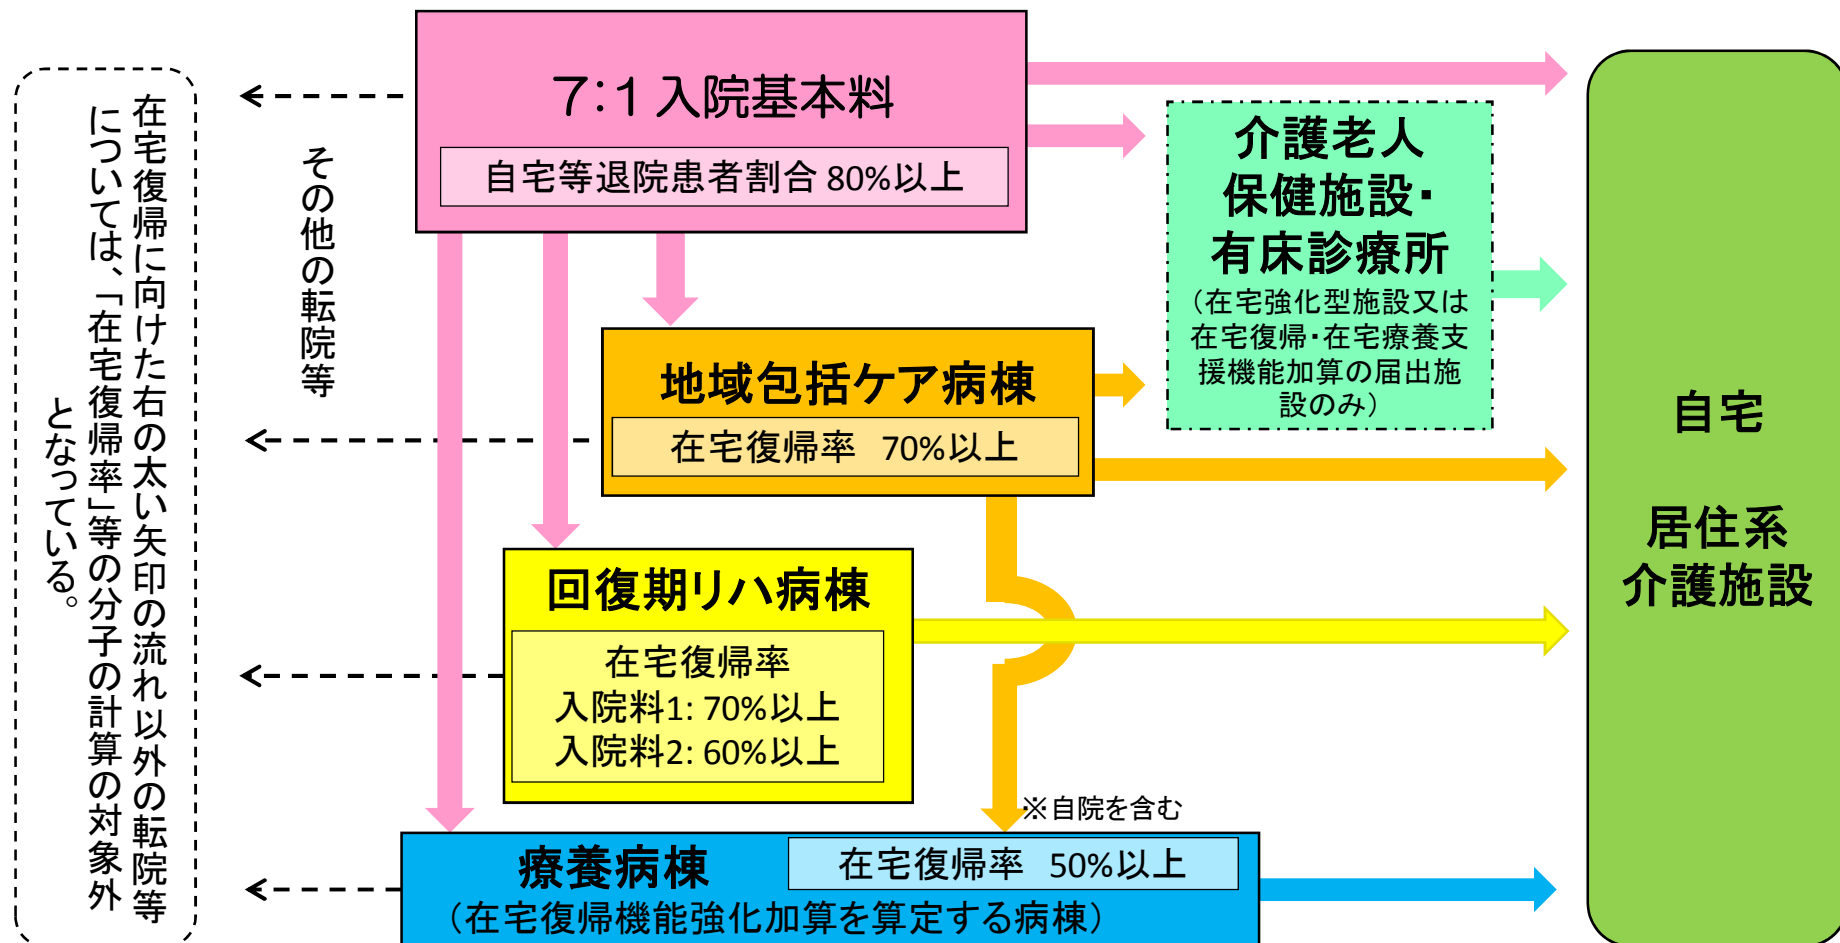 7:1 入院基本料
自宅等退院患者割合 80%以上
介護老人
保健施設・
有床診療所
（在宅強化型施設又は
在宅復帰・在宅療養支
援機能加算の届出施
設のみ）
自宅
居住系
介護施設
その他の転院等
在宅復帰に向けた右の太い矢印の流れ以外の転院等
については、「在宅復帰率」等の分子の計算の対象外
となっている。
地域包括ケア病棟
在宅復帰率 70%以上
回復期リハ病棟
在宅復帰率
入院料1: 70%以上
入院料2: 60%以上
※自院を含む
療養病棟
在宅復帰率 50%以上
（在宅復帰機能強化加算を算定する病棟）